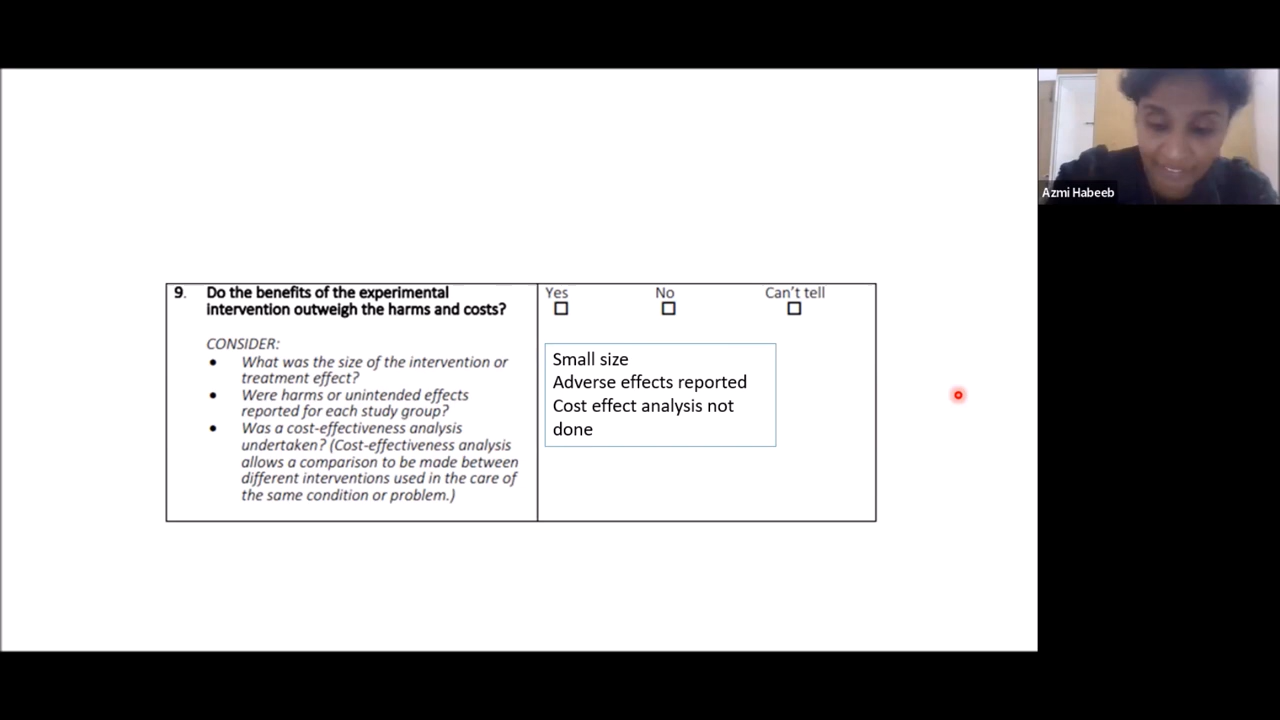 9. Do the benefits of the experimental
intervention outweigh the harms and costs?
CONSIDER:
• What was the size of the intervention or
treatment effect?
• Were harms or unintended effects
reported for each study group?
• Was a cost-effectiveness analysis
undertaken? (Cost-effectiveness analysis
allows a comparison to be made between
different interventions used in the care of
the same condition or problem.)
Yes No Can't tell
Small size
Adverse effects reported
Cost effect analysis not
done
Azmi Habeeb